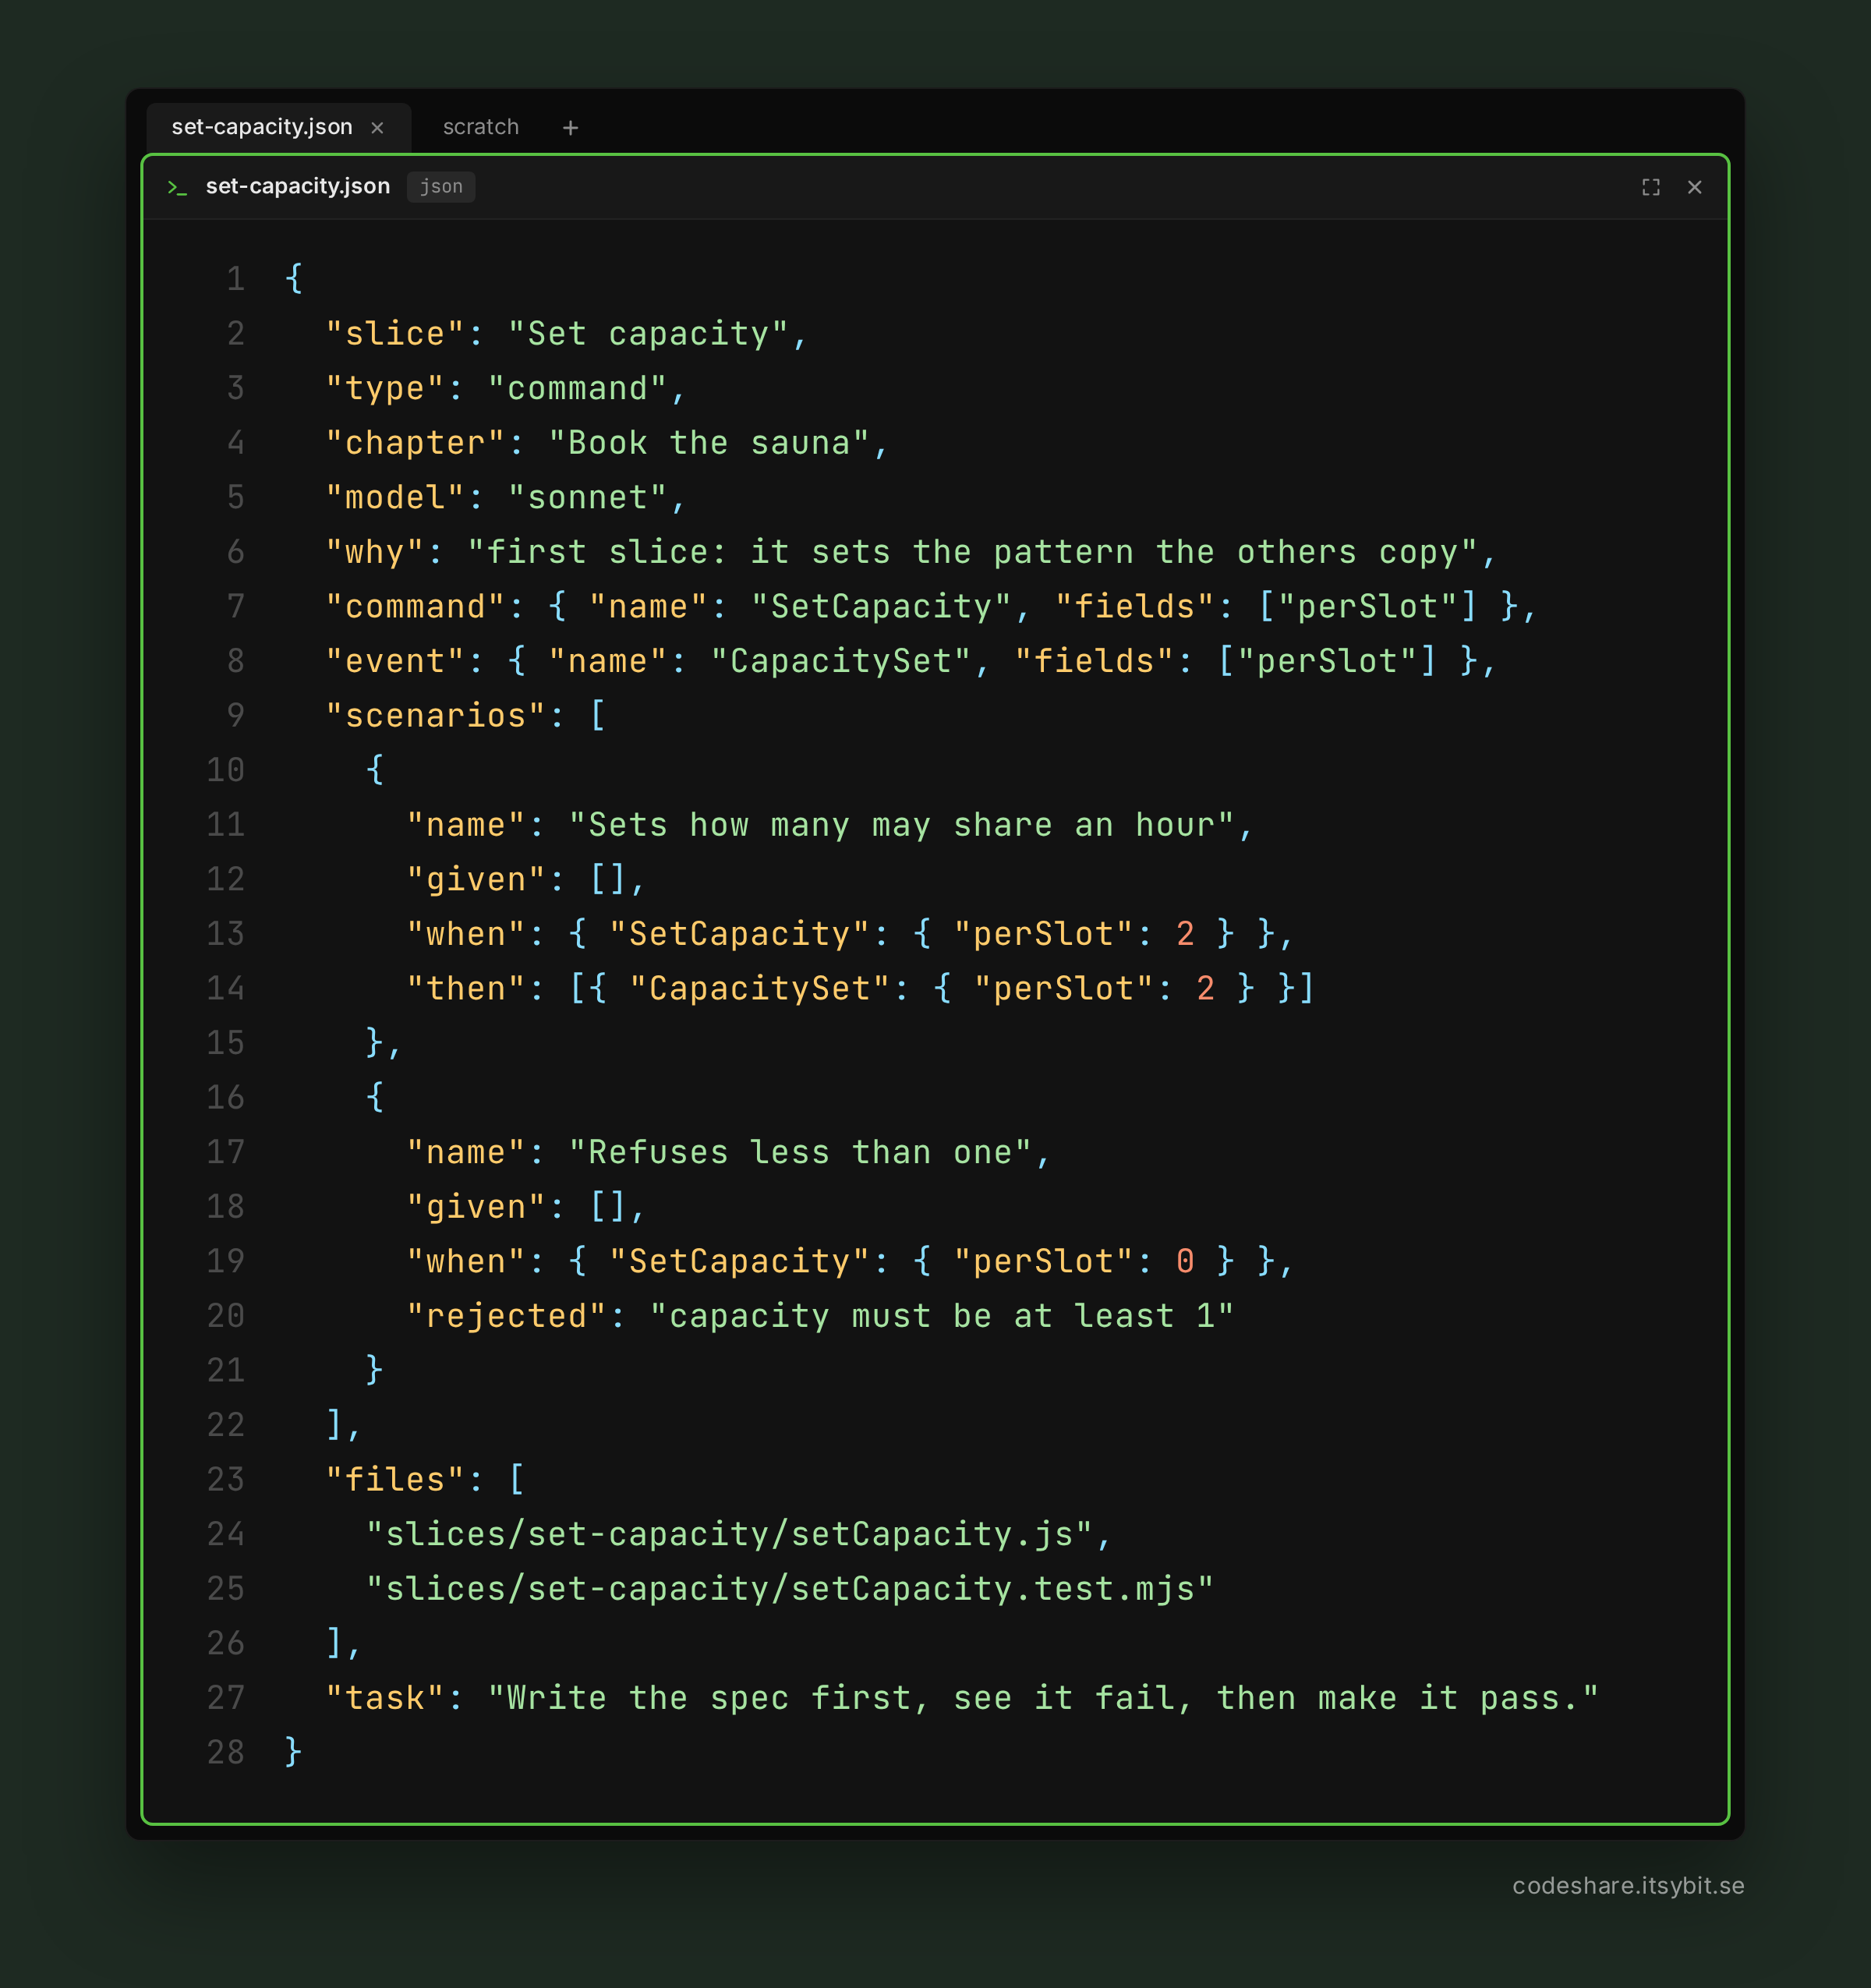 set-capacity.json × scratch +
>_ set-capacity.json json ×
1 {
2   "slice": "Set capacity",
3   "type": "command",
4   "chapter": "Book the sauna",
5   "model": "sonnet",
6   "why": "first slice: it sets the pattern the others copy",
7   "command": { "name": "SetCapacity", "fields": ["perSlot"] },
8   "event": { "name": "CapacitySet", "fields": ["perSlot"] },
9   "scenarios": [
10     {
11       "name": "Sets how many may share an hour",
12       "given": [],
13       "when": { "SetCapacity": { "perSlot": 2 } },
14       "then": [{ "CapacitySet": { "perSlot": 2 } }]
15     },
16     {
17       "name": "Refuses less than one",
18       "given": [],
19       "when": { "SetCapacity": { "perSlot": 0 } },
20       "rejected": "capacity must be at least 1"
21     }
22   ],
23   "files": [
24     "slices/set-capacity/setCapacity.js",
25     "slices/set-capacity/setCapacity.test.mjs"
26   ],
27   "task": "Write the spec first, see it fail, then make it pass."
28 }
codeshare.itsybit.se